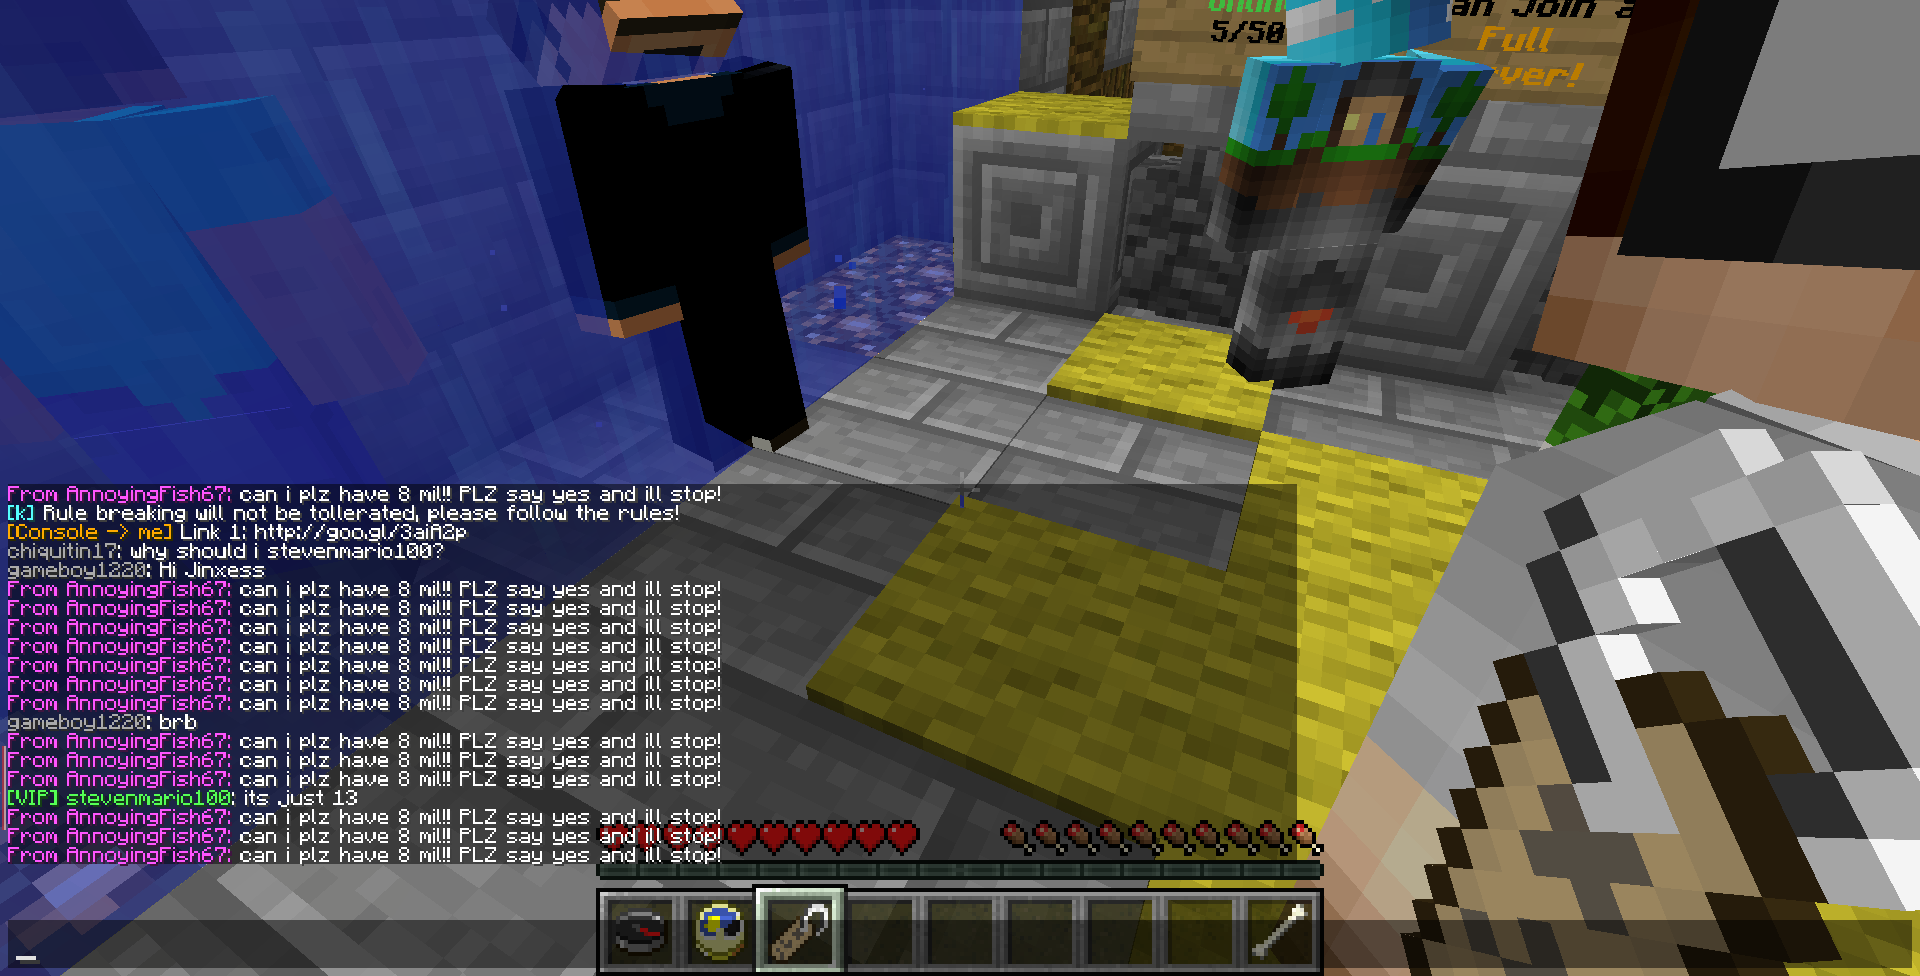 5/50
an Join a
Full
ver!
From AnnoyingFish67: can i plz have 8 mil!! PLZ say yes and ill stop!
[k] Rule breaking will not be tollerated, please follow the rules!
[Console -> me] Link 1: http://goo.gl/3aiA2p
chiquitin17: why should i stevenmario100?
gameboy1220: Hi Jinxess
From AnnoyingFish67: can i plz have 8 mil!! PLZ say yes and ill stop!
From AnnoyingFish67: can i plz have 8 mil!! PLZ say yes and ill stop!
From AnnoyingFish67: can i plz have 8 mil!! PLZ say yes and ill stop!
From AnnoyingFish67: can i plz have 8 mil!! PLZ say yes and ill stop!
From AnnoyingFish67: can i plz have 8 mil!! PLZ say yes and ill stop!
From AnnoyingFish67: can i plz have 8 mil!! PLZ say yes and ill stop!
From AnnoyingFish67: can i plz have 8 mil!! PLZ say yes and ill stop!
gameboy1220: brb
From AnnoyingFish67: can i plz have 8 mil!! PLZ say yes and ill stop!
From AnnoyingFish67: can i plz have 8 mil!! PLZ say yes and ill stop!
From AnnoyingFish67: can i plz have 8 mil!! PLZ say yes and ill stop!
[VIP] stevenmario100: its just 13
From AnnoyingFish67: can i plz have 8 mil!! PLZ say yes and ill stop!
From AnnoyingFish67: can i plz have 8 mil!! PLZ say yes and ill stop!
From AnnoyingFish67: can i plz have 8 mil!! PLZ say yes and ill stop!